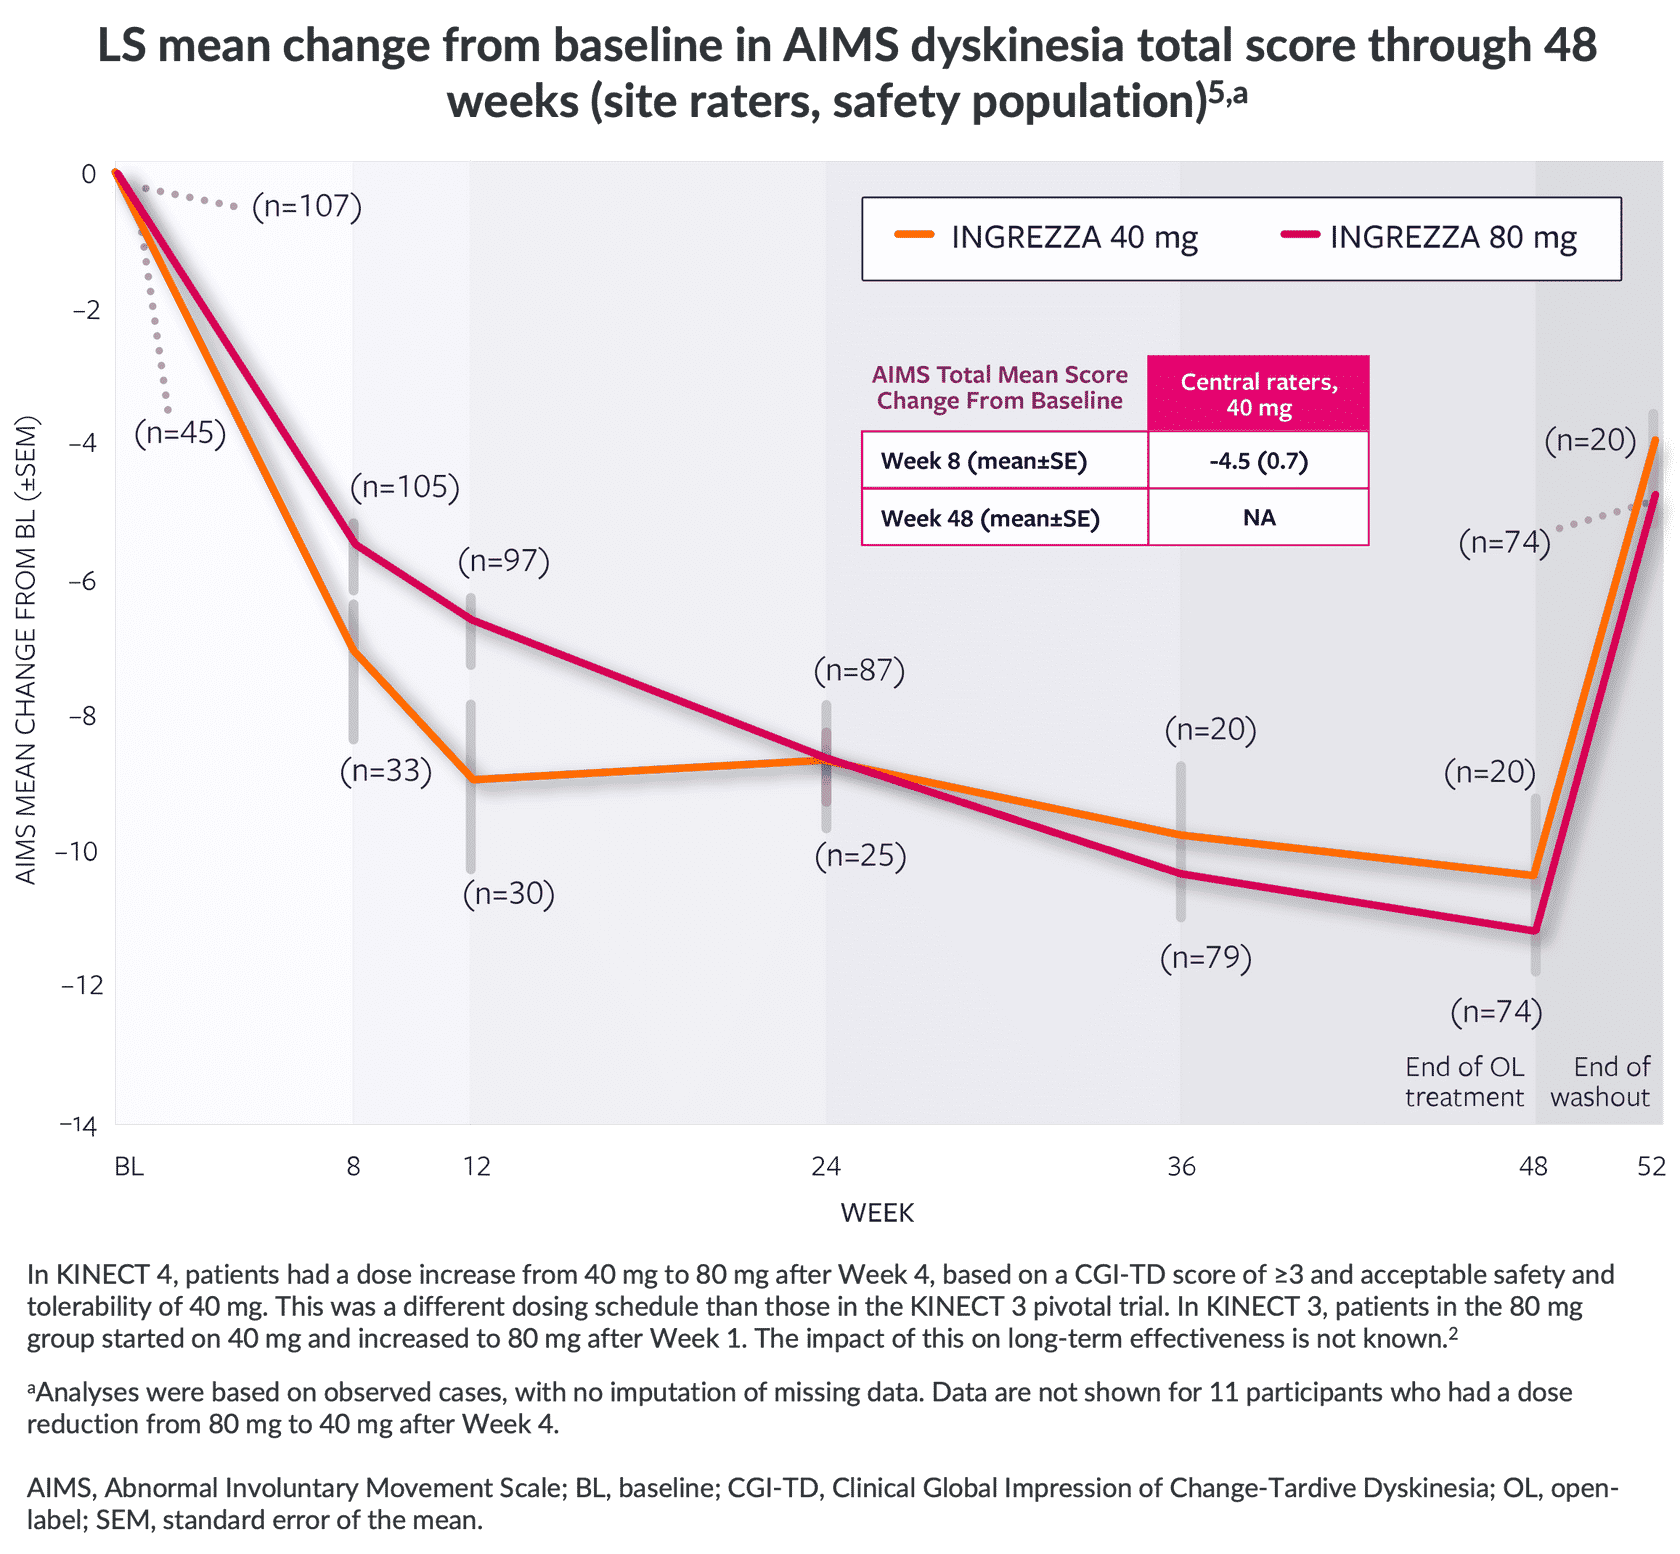 LS mean change from baseline in AIMS dyskinesia total score through 48
weeks (site raters, safety population)⁵,ᵃ
0
−2
−4
−6
−8
−10
−12
−14
AIMS MEAN CHANGE FROM BL (±SEM)
(n=107)
(n=45)
INGREZZA 40 mg
INGREZZA 80 mg
AIMS Total Mean Score
Change From Baseline
Central raters,
40 mg
Week 8 (mean±SE)
-4.5 (0.7)
Week 48 (mean±SE)
NA
(n=105)
(n=33)
(n=97)
(n=30)
(n=87)
(n=25)
(n=20)
(n=79)
(n=20)
(n=74)
(n=20)
(n=74)
End of OL
treatment
End of
washout
BL
8
12
24
36
48
52
WEEK
In KINECT 4, patients had a dose increase from 40 mg to 80 mg after Week 4, based on a CGI-TD score of ≥3 and acceptable safety and
tolerability of 40 mg. This was a different dosing schedule than those in the KINECT 3 pivotal trial. In KINECT 3, patients in the 80 mg
group started on 40 mg and increased to 80 mg after Week 1. The impact of this on long-term effectiveness is not known.²
ᵃAnalyses were based on observed cases, with no imputation of missing data. Data are not shown for 11 participants who had a dose
reduction from 80 mg to 40 mg after Week 4.
AIMS, Abnormal Involuntary Movement Scale; BL, baseline; CGI-TD, Clinical Global Impression of Change-Tardive Dyskinesia; OL, open-
label; SEM, standard error of the mean.